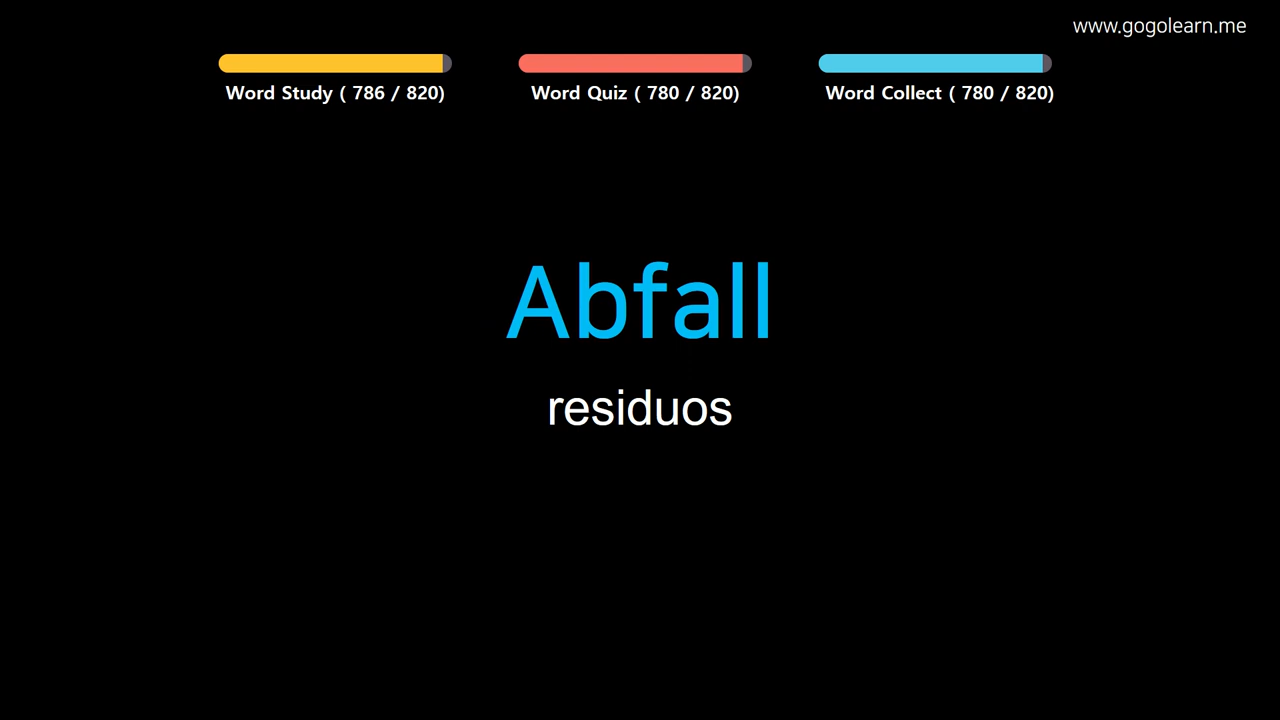 www.gogolearn.me
Word Study ( 786 / 820)
Word Quiz ( 780 / 820)
Word Collect ( 780 / 820)
Abfall
residuos